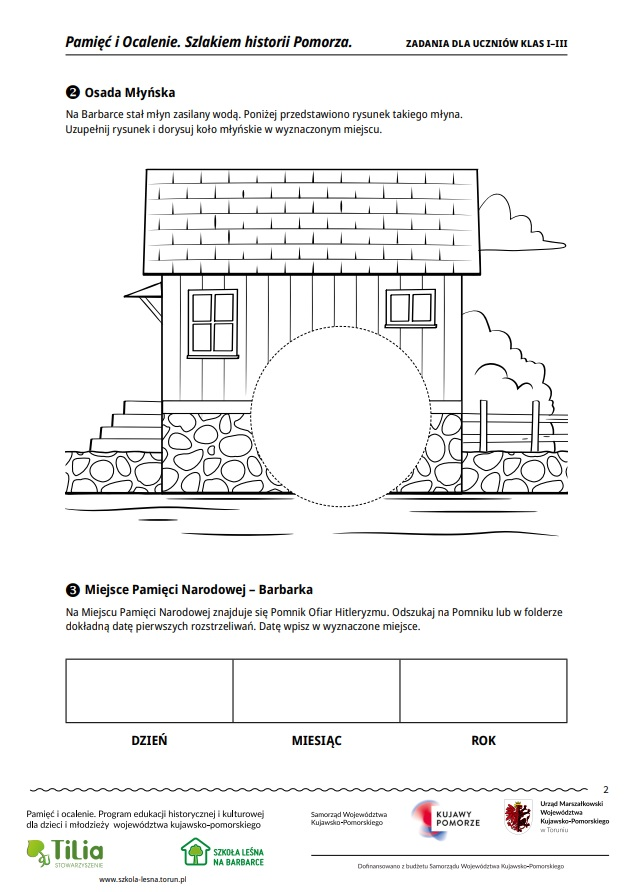 Pamięć i Ocalenie. Szlakiem historii Pomorza. ZADANIA DLA UCZNIÓW KLAS I–III
2 Osada Młyńska
Na Barbarce stał młyn zasilany wodą. Poniżej przedstawiono rysunek takiego młyna.
Uzupełnij rysunek i dorysuj koło młyńskie w wyznaczonym miejscu.
3 Miejsce Pamięci Narodowej – Barbarka
Na Miejscu Pamięci Narodowej znajduje się Pomnik Ofiar Hitleryzmu. Odszukaj na Pomniku lub w folderze
dokładną datę pierwszych rozstrzeliwań. Datę wpisz w wyznaczone miejsce.
DZIEŃ MIESIĄC ROK
2
Pamięć i ocalenie. Program edukacji historycznej i kulturowej
dla dzieci i młodzieży województwa kujawsko-pomorskiego
TiLia
STOWARZYSZENIE
SZKOŁA LEŚNA
NA BARBARCE
www.szkola-lesna.torun.pl
Samorząd Województwa
Kujawsko-Pomorskiego
KUJAWY
POMORZE
Urząd Marszałkowski
Województwa
Kujawsko-Pomorskiego
w Toruniu
Dofinansowano z budżetu Samorządu Województwa Kujawsko-Pomorskiego